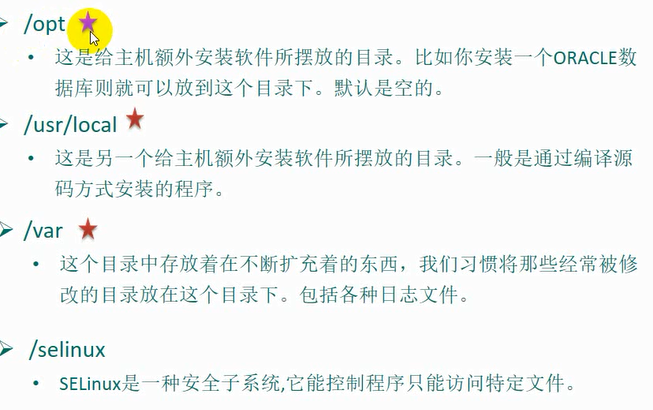 /opt
这是给主机额外安装软件所摆放的目录。比如你安装一个ORACLE数
据库则就可以放到这个目录下。默认是空的。
/usr/local
这是另一个给主机额外安装软件所摆放的目录。一般是通过编译源
码方式安装的程序。
/var
这个目录中存放着在不断扩充着的东西，我们习惯将那些经常被修
改的目录放在这个目录下。包括各种日志文件。
/selinux
SELinux是一种安全子系统,它能控制程序只能访问特定文件。